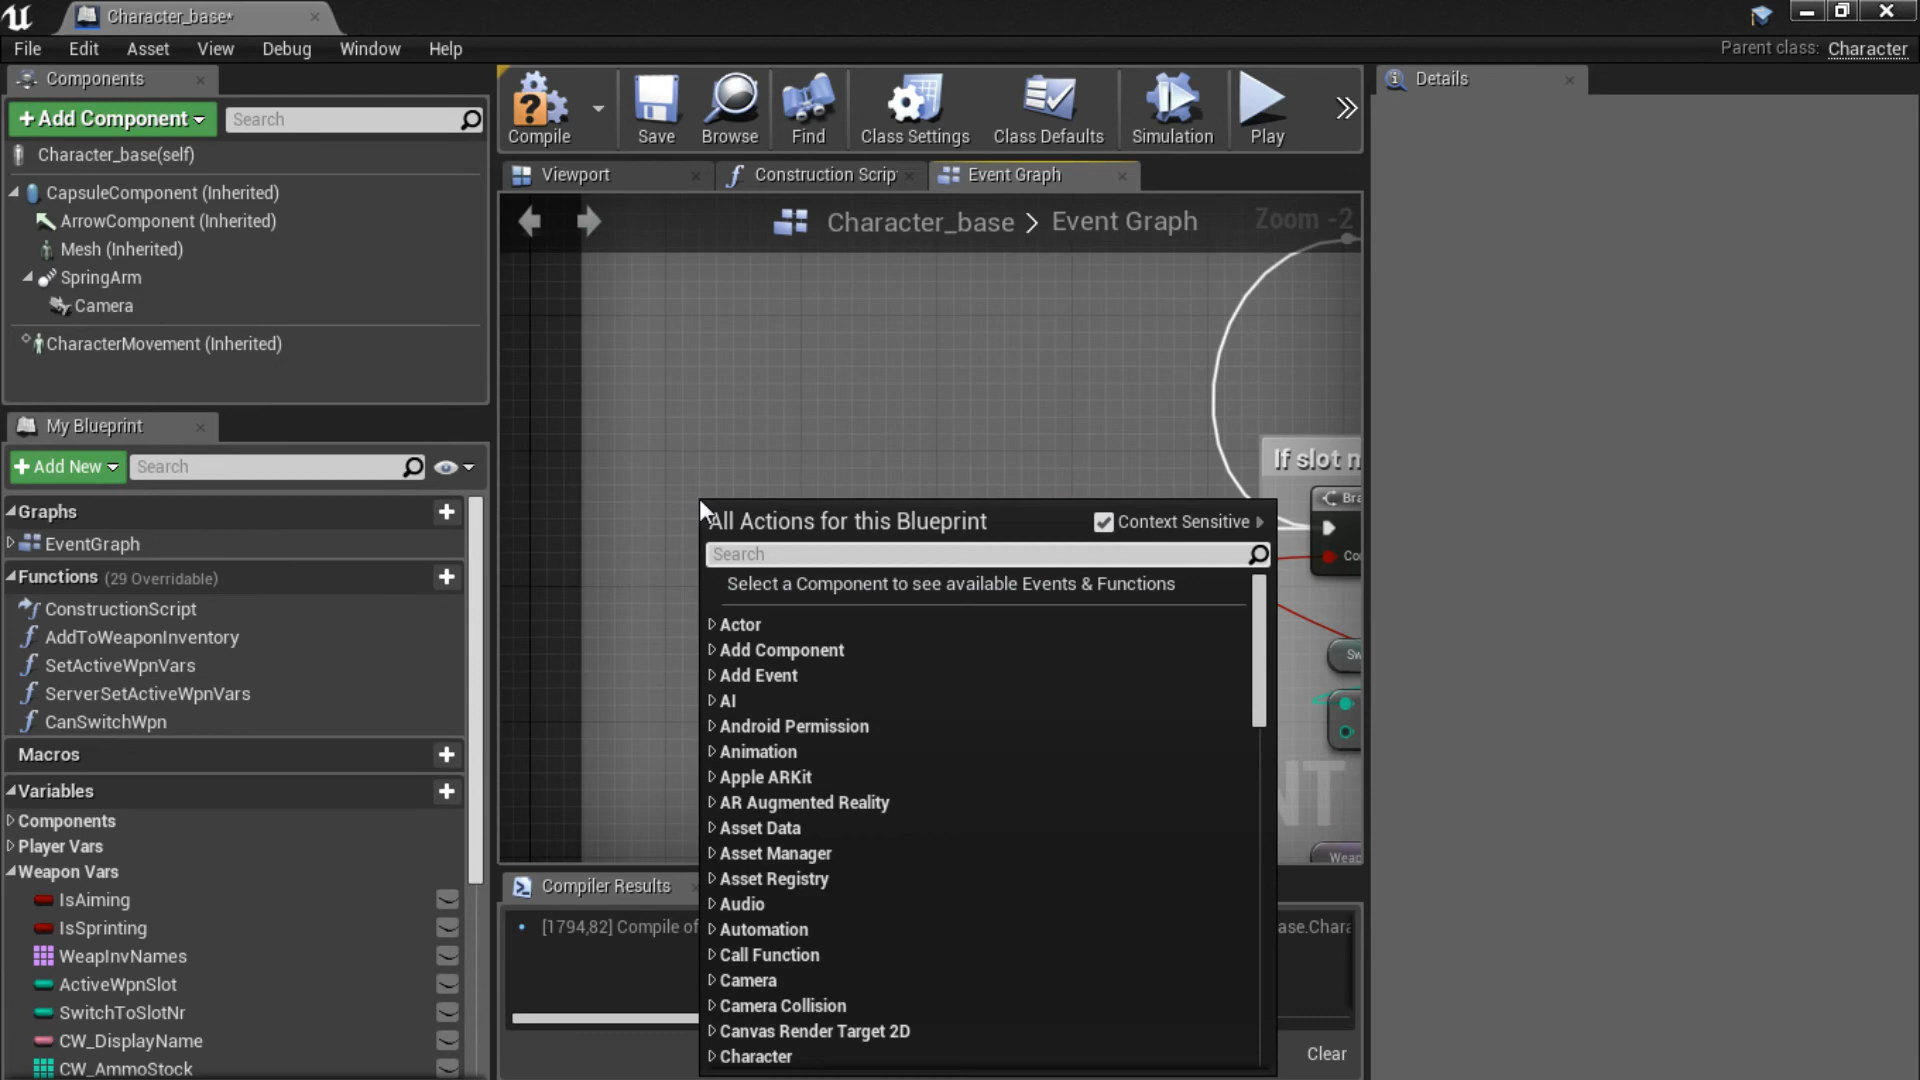 Character_base*
File Edit Asset View Debug Window Help
Parent class: Character
Components
+ Add Component
Search
Character_base(self)
CapsuleComponent (Inherited)
ArrowComponent (Inherited)
Mesh (Inherited)
SpringArm
Camera
CharacterMovement (Inherited)
My Blueprint
+ Add New
Search
Graphs
EventGraph
Functions (29 Overridable)
ConstructionScript
AddToWeaponInventory
SetActiveWpnVars
ServerSetActiveWpnVars
CanSwitchWpn
Macros
Variables
Components
Player Vars
Weapon Vars
IsAiming
IsSprinting
WeapInvNames
ActiveWpnSlot
SwitchToSlotNr
CW_DisplayName
CW_AmmoStock
Compile
Save
Browse
Find
Class Settings
Class Defaults
Simulation
Play
Viewport
Construction Scrip
Event Graph
Character_base > Event Graph
Zoom -2
If slot m
Bra
Co
Sw
NT
Weap
All Actions for this Blueprint
Context Sensitive
Search
Select a Component to see available Events & Functions
Actor
Add Component
Add Event
AI
Android Permission
Animation
Apple ARKit
AR Augmented Reality
Asset Data
Asset Manager
Asset Registry
Audio
Automation
Call Function
Camera
Camera Collision
Canvas Render Target 2D
Character
Compiler Results
[1794,82] Compile of
ase.Chara
Clear
Details